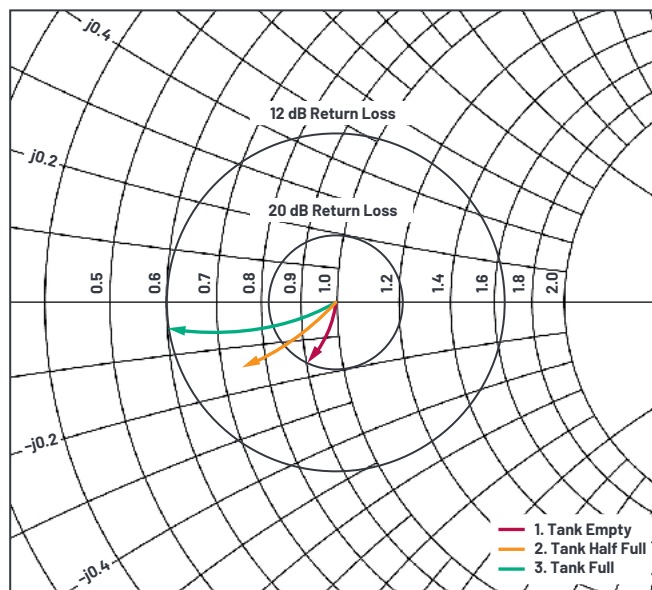 j0.4
12 dB Return Loss
j0.2
20 dB Return Loss
0.5 0.6 0.7 0.8 0.9 1.0 1.2 1.4 1.6 1.8 2.0
–j0.2
–j0.4
1. Tank Empty
2. Tank Half Full
3. Tank Full